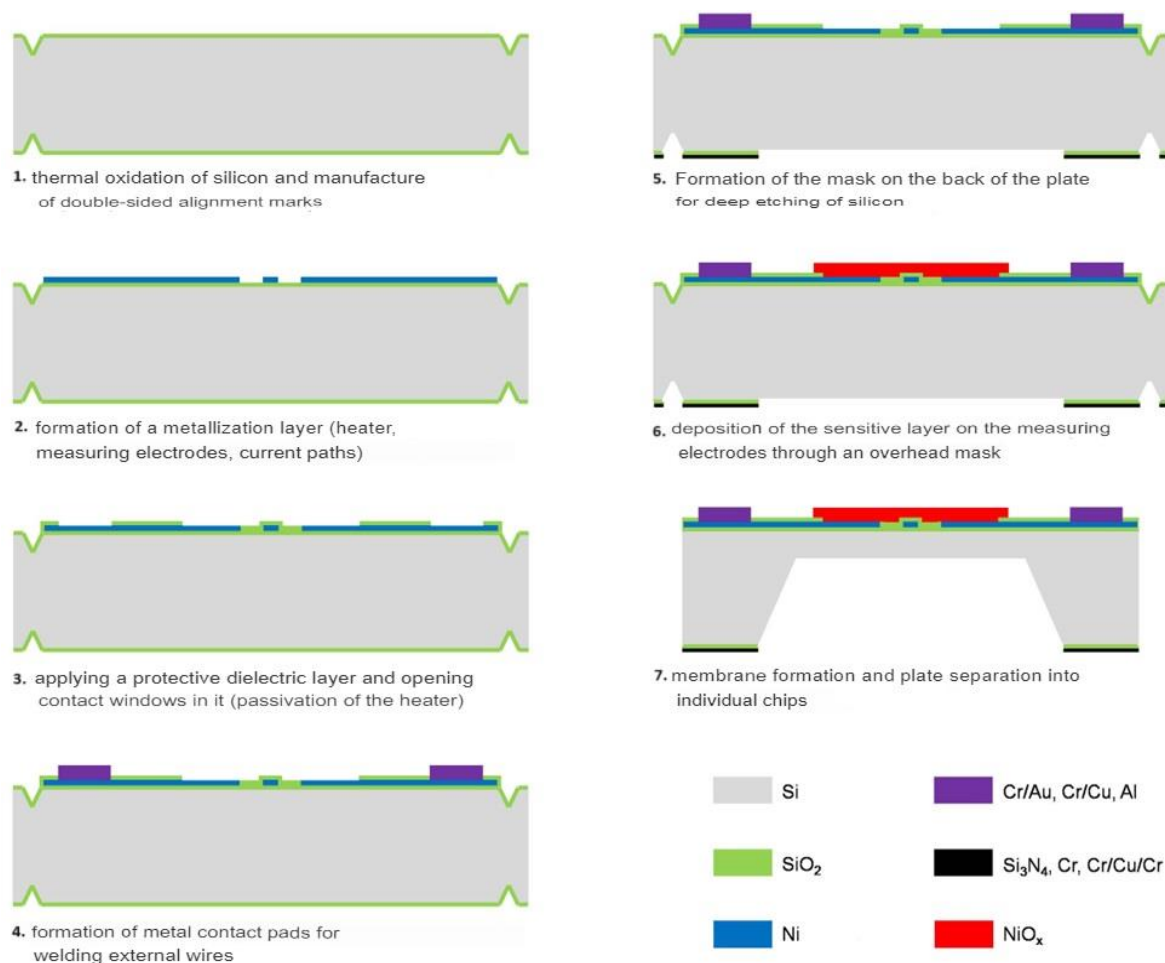 1. thermal oxidation of silicon and manufacture
of double-sided alignment marks
2. formation of a metallization layer (heater,
measuring electrodes, current paths)
3. applying a protective dielectric layer and opening
contact windows in it (passivation of the heater)
4. formation of metal contact pads for
welding external wires
5. Formation of the mask on the back of the plate
for deep etching of silicon
6. deposition of the sensitive layer on the measuring
electrodes through an overhead mask
7. membrane formation and plate separation into
individual chips
Si
Cr/Au, Cr/Cu, Al
SiO₂
Si₃N₄, Cr, Cr/Cu/Cr
Ni
NiOₓ